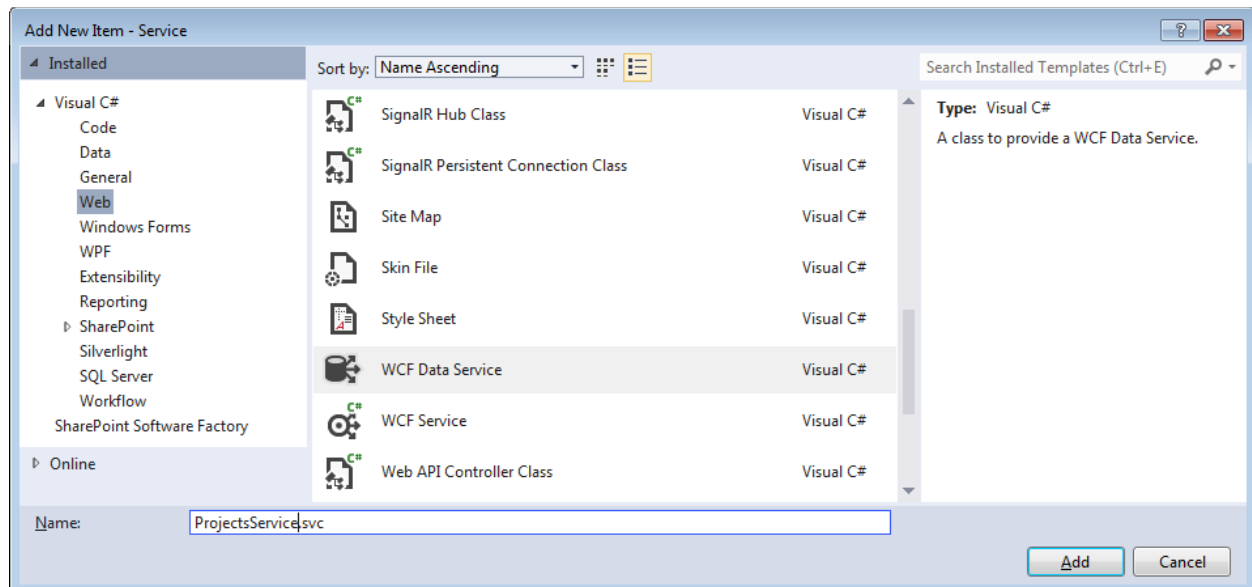 Add New Item - Service
Installed
Sort by: Name Ascending
Search Installed Templates (Ctrl+E)
Visual C#
Code
Data
General
Web
Windows Forms
WPF
Extensibility
Reporting
SharePoint
Silverlight
SQL Server
Workflow
SharePoint Software Factory
Online
C# SignalR Hub Class Visual C#
C# SignalR Persistent Connection Class Visual C#
Site Map Visual C#
Skin File Visual C#
A Style Sheet Visual C#
WCF Data Service Visual C#
C# WCF Service Visual C#
C# Web API Controller Class Visual C#
Type: Visual C#
A class to provide a WCF Data Service.
Name: ProjectsService.svc
Add Cancel